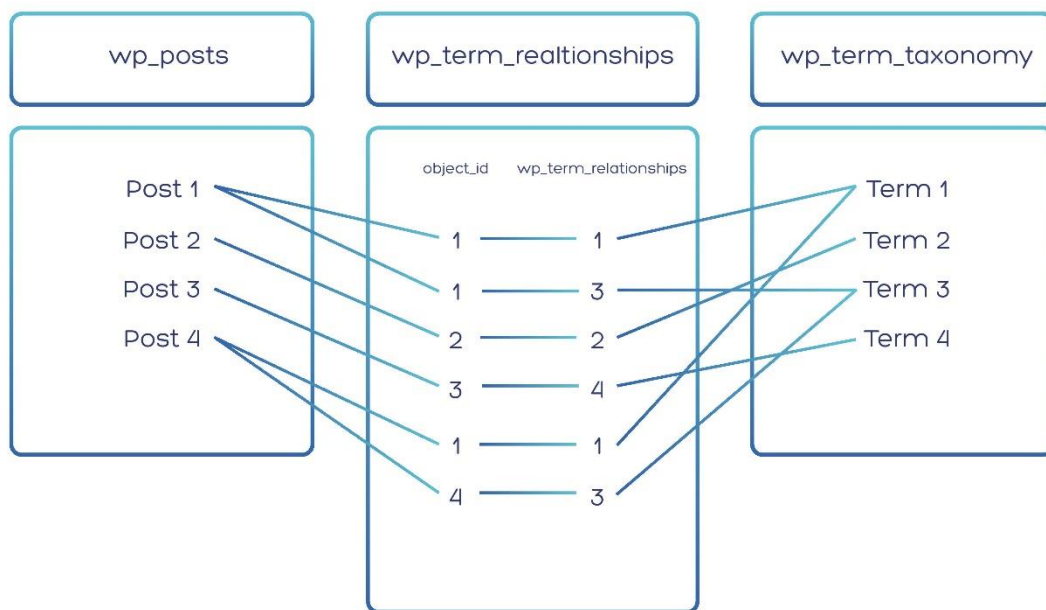 wp_posts
wp_term_realtionships
wp_term_taxonomy
object_id wp_term_relationships
Post 1
Post 2
Post 3
Post 4
1 1
1 3
2 2
3 4
1 1
4 3
Term 1
Term 2
Term 3
Term 4